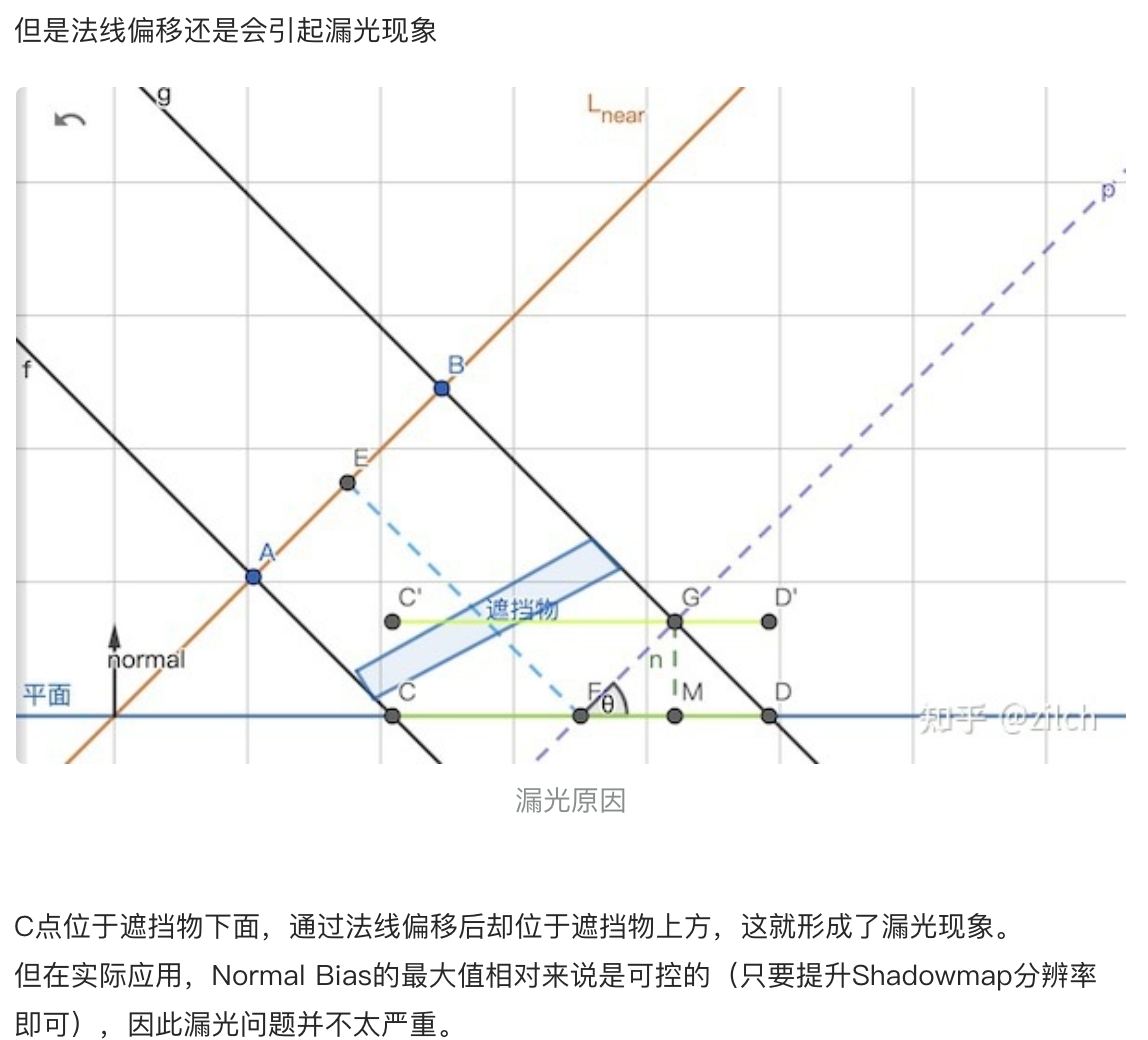 但是法线偏移还是会引起漏光现象
g
L_near
p
f
B
E
A
C' 遮挡物 G D'
normal n
平面 C F θ M D
知乎 @zilch
漏光原因
C点位于遮挡物下面，通过法线偏移后却位于遮挡物上方，这就形成了漏光现象。
但在实际应用，Normal Bias的最大值相对来说是可控的（只要提升Shadowmap分辨率
即可），因此漏光问题并不太严重。